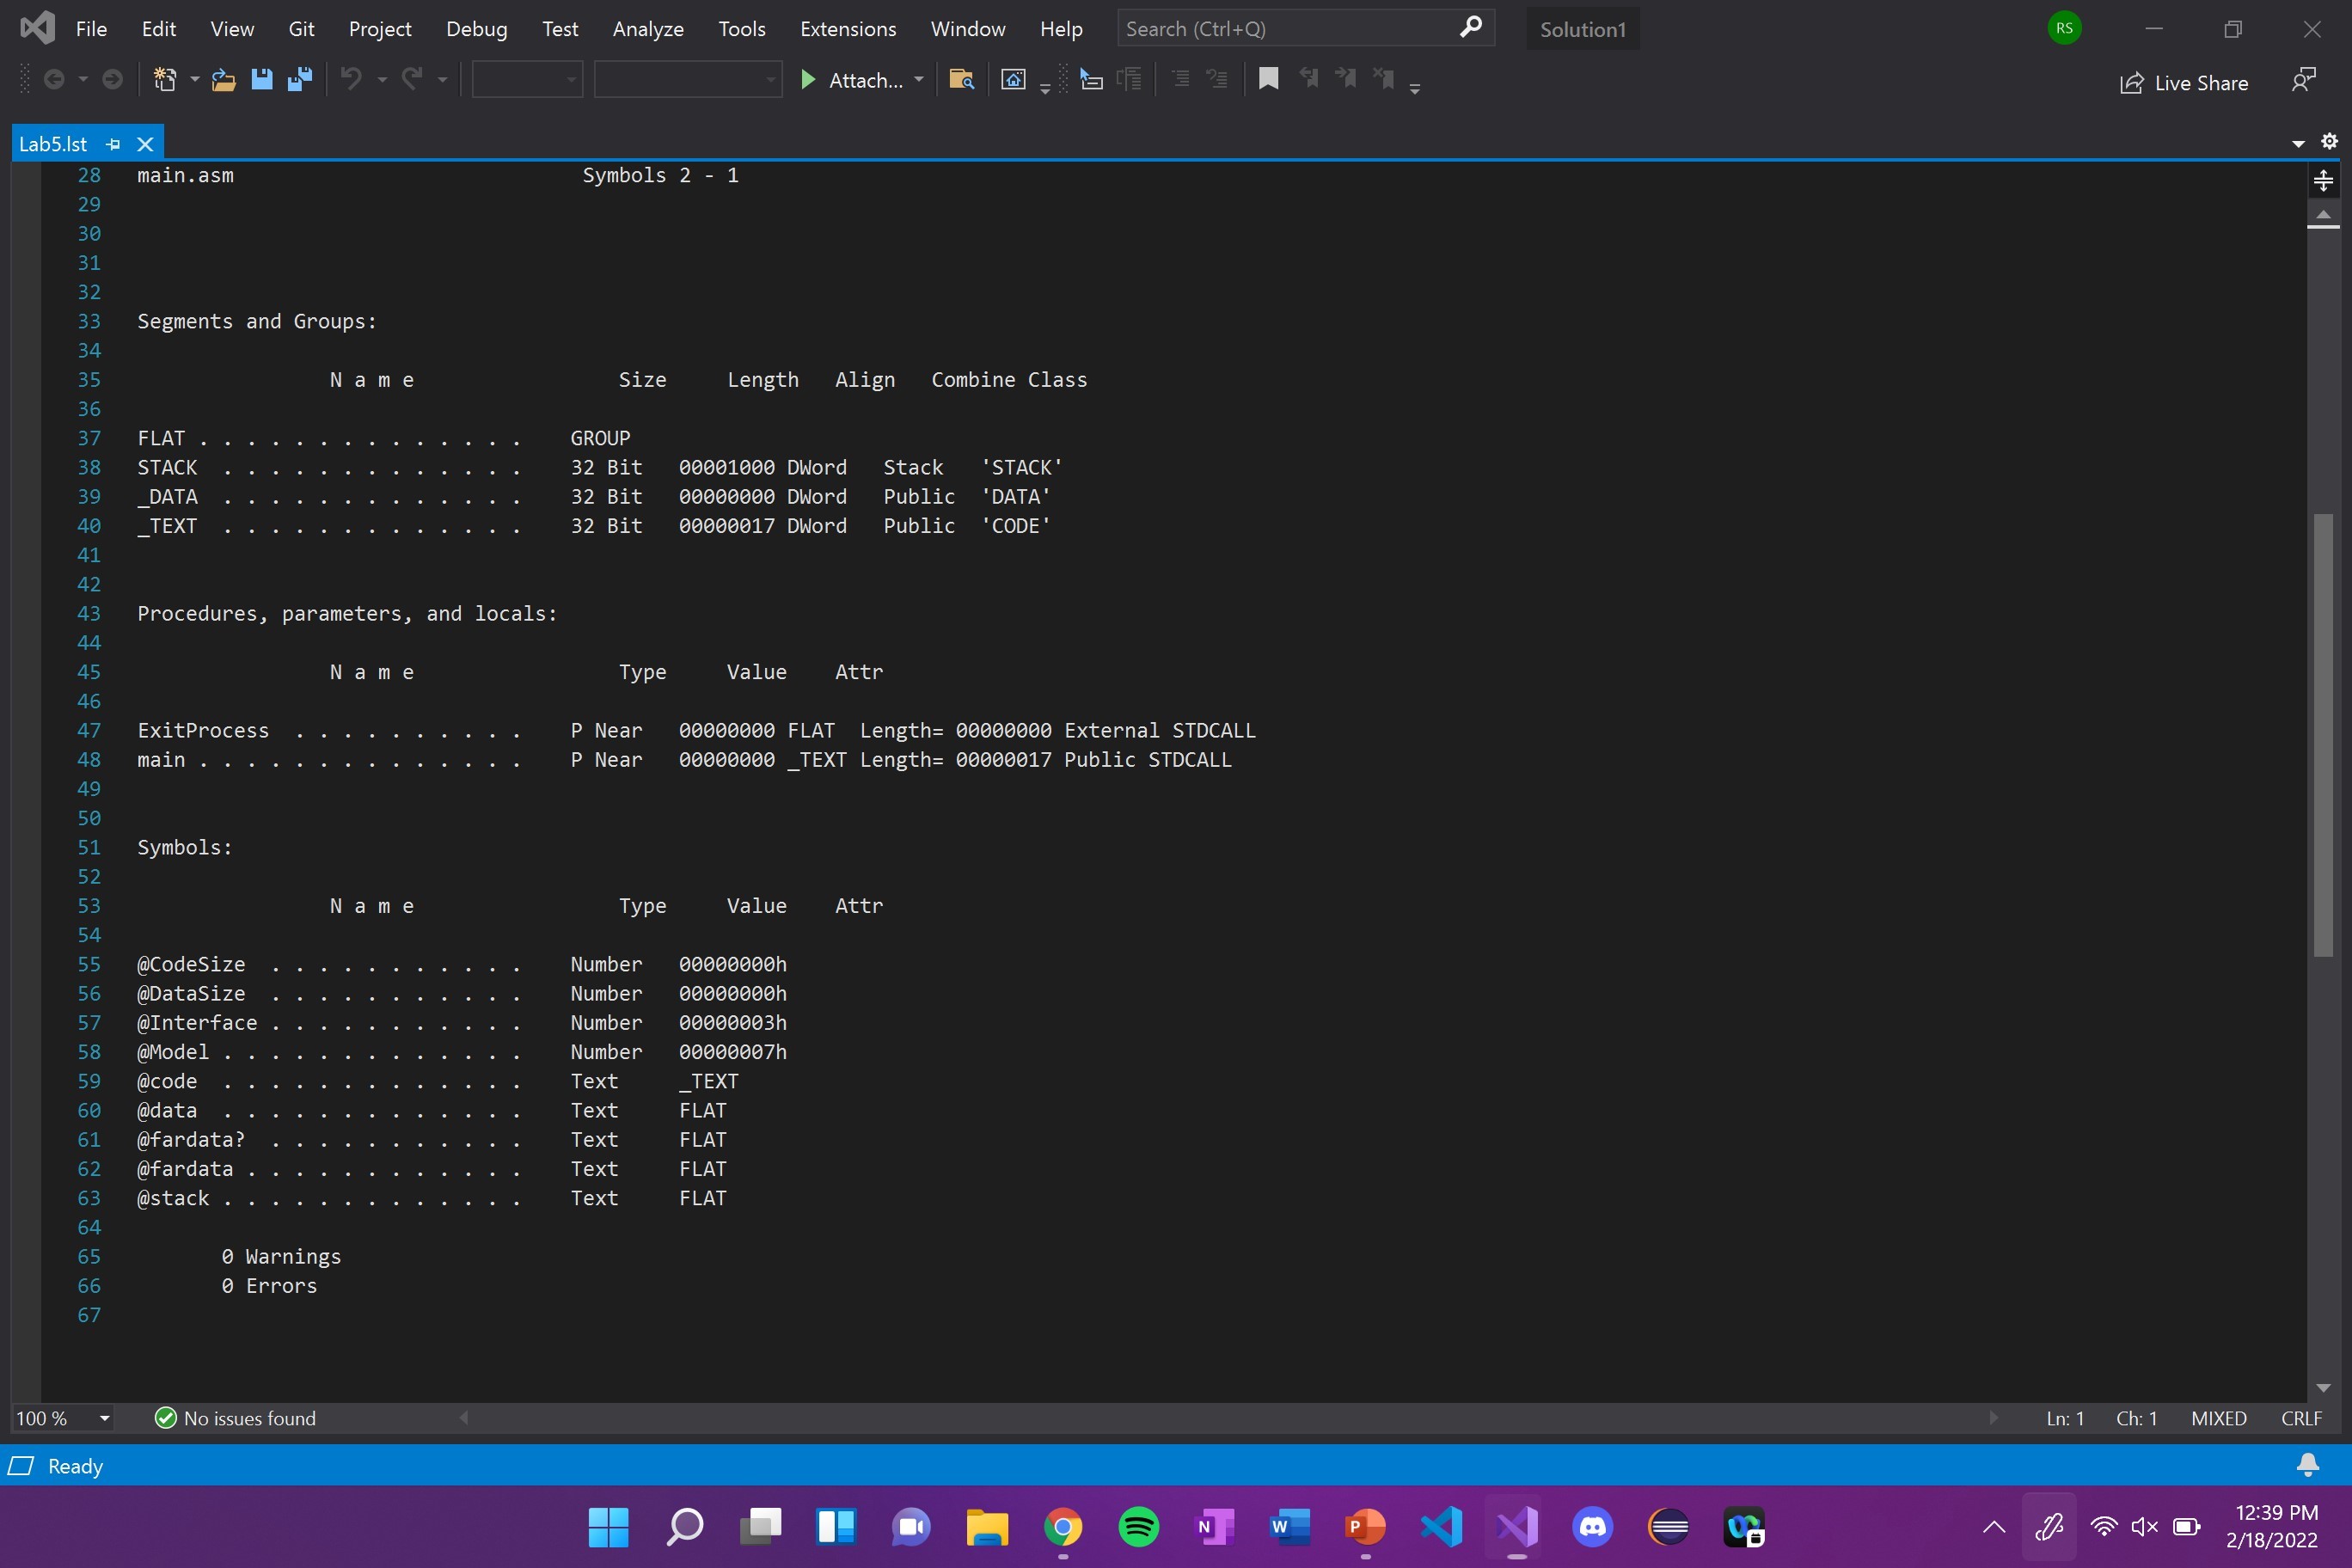 File Edit View Git Project Debug Test Analyze Tools Extensions Window Help Search (Ctrl+Q) Solution1 RS
Attach... Live Share
Lab5.lst
28 main.asm Symbols 2 - 1
29
30
31
32
33 Segments and Groups:
34
35 N a m e Size Length Align Combine Class
36
37 FLAT . . . . . . . . . . . . . . GROUP
38 STACK . . . . . . . . . . . . . 32 Bit 00001000 DWord Stack 'STACK'
39 _DATA . . . . . . . . . . . . . 32 Bit 00000000 DWord Public 'DATA'
40 _TEXT . . . . . . . . . . . . . 32 Bit 00000017 DWord Public 'CODE'
41
42
43 Procedures, parameters, and locals:
44
45 N a m e Type Value Attr
46
47 ExitProcess . . . . . . . . . . P Near 00000000 FLAT Length= 00000000 External STDCALL
48 main . . . . . . . . . . . . . . P Near 00000000 _TEXT Length= 00000017 Public STDCALL
49
50
51 Symbols:
52
53 N a m e Type Value Attr
54
55 @CodeSize . . . . . . . . . . . Number 00000000h
56 @DataSize . . . . . . . . . . . Number 00000000h
57 @Interface . . . . . . . . . . . Number 00000003h
58 @Model . . . . . . . . . . . . . Number 00000007h
59 @code . . . . . . . . . . . . . Text _TEXT
60 @data . . . . . . . . . . . . . Text FLAT
61 @fardata? . . . . . . . . . . . Text FLAT
62 @fardata . . . . . . . . . . . . Text FLAT
63 @stack . . . . . . . . . . . . . Text FLAT
64
65 0 Warnings
66 0 Errors
67
100 % No issues found Ln: 1 Ch: 1 MIXED CRLF
Ready
N W P
12:39 PM
2/18/2022